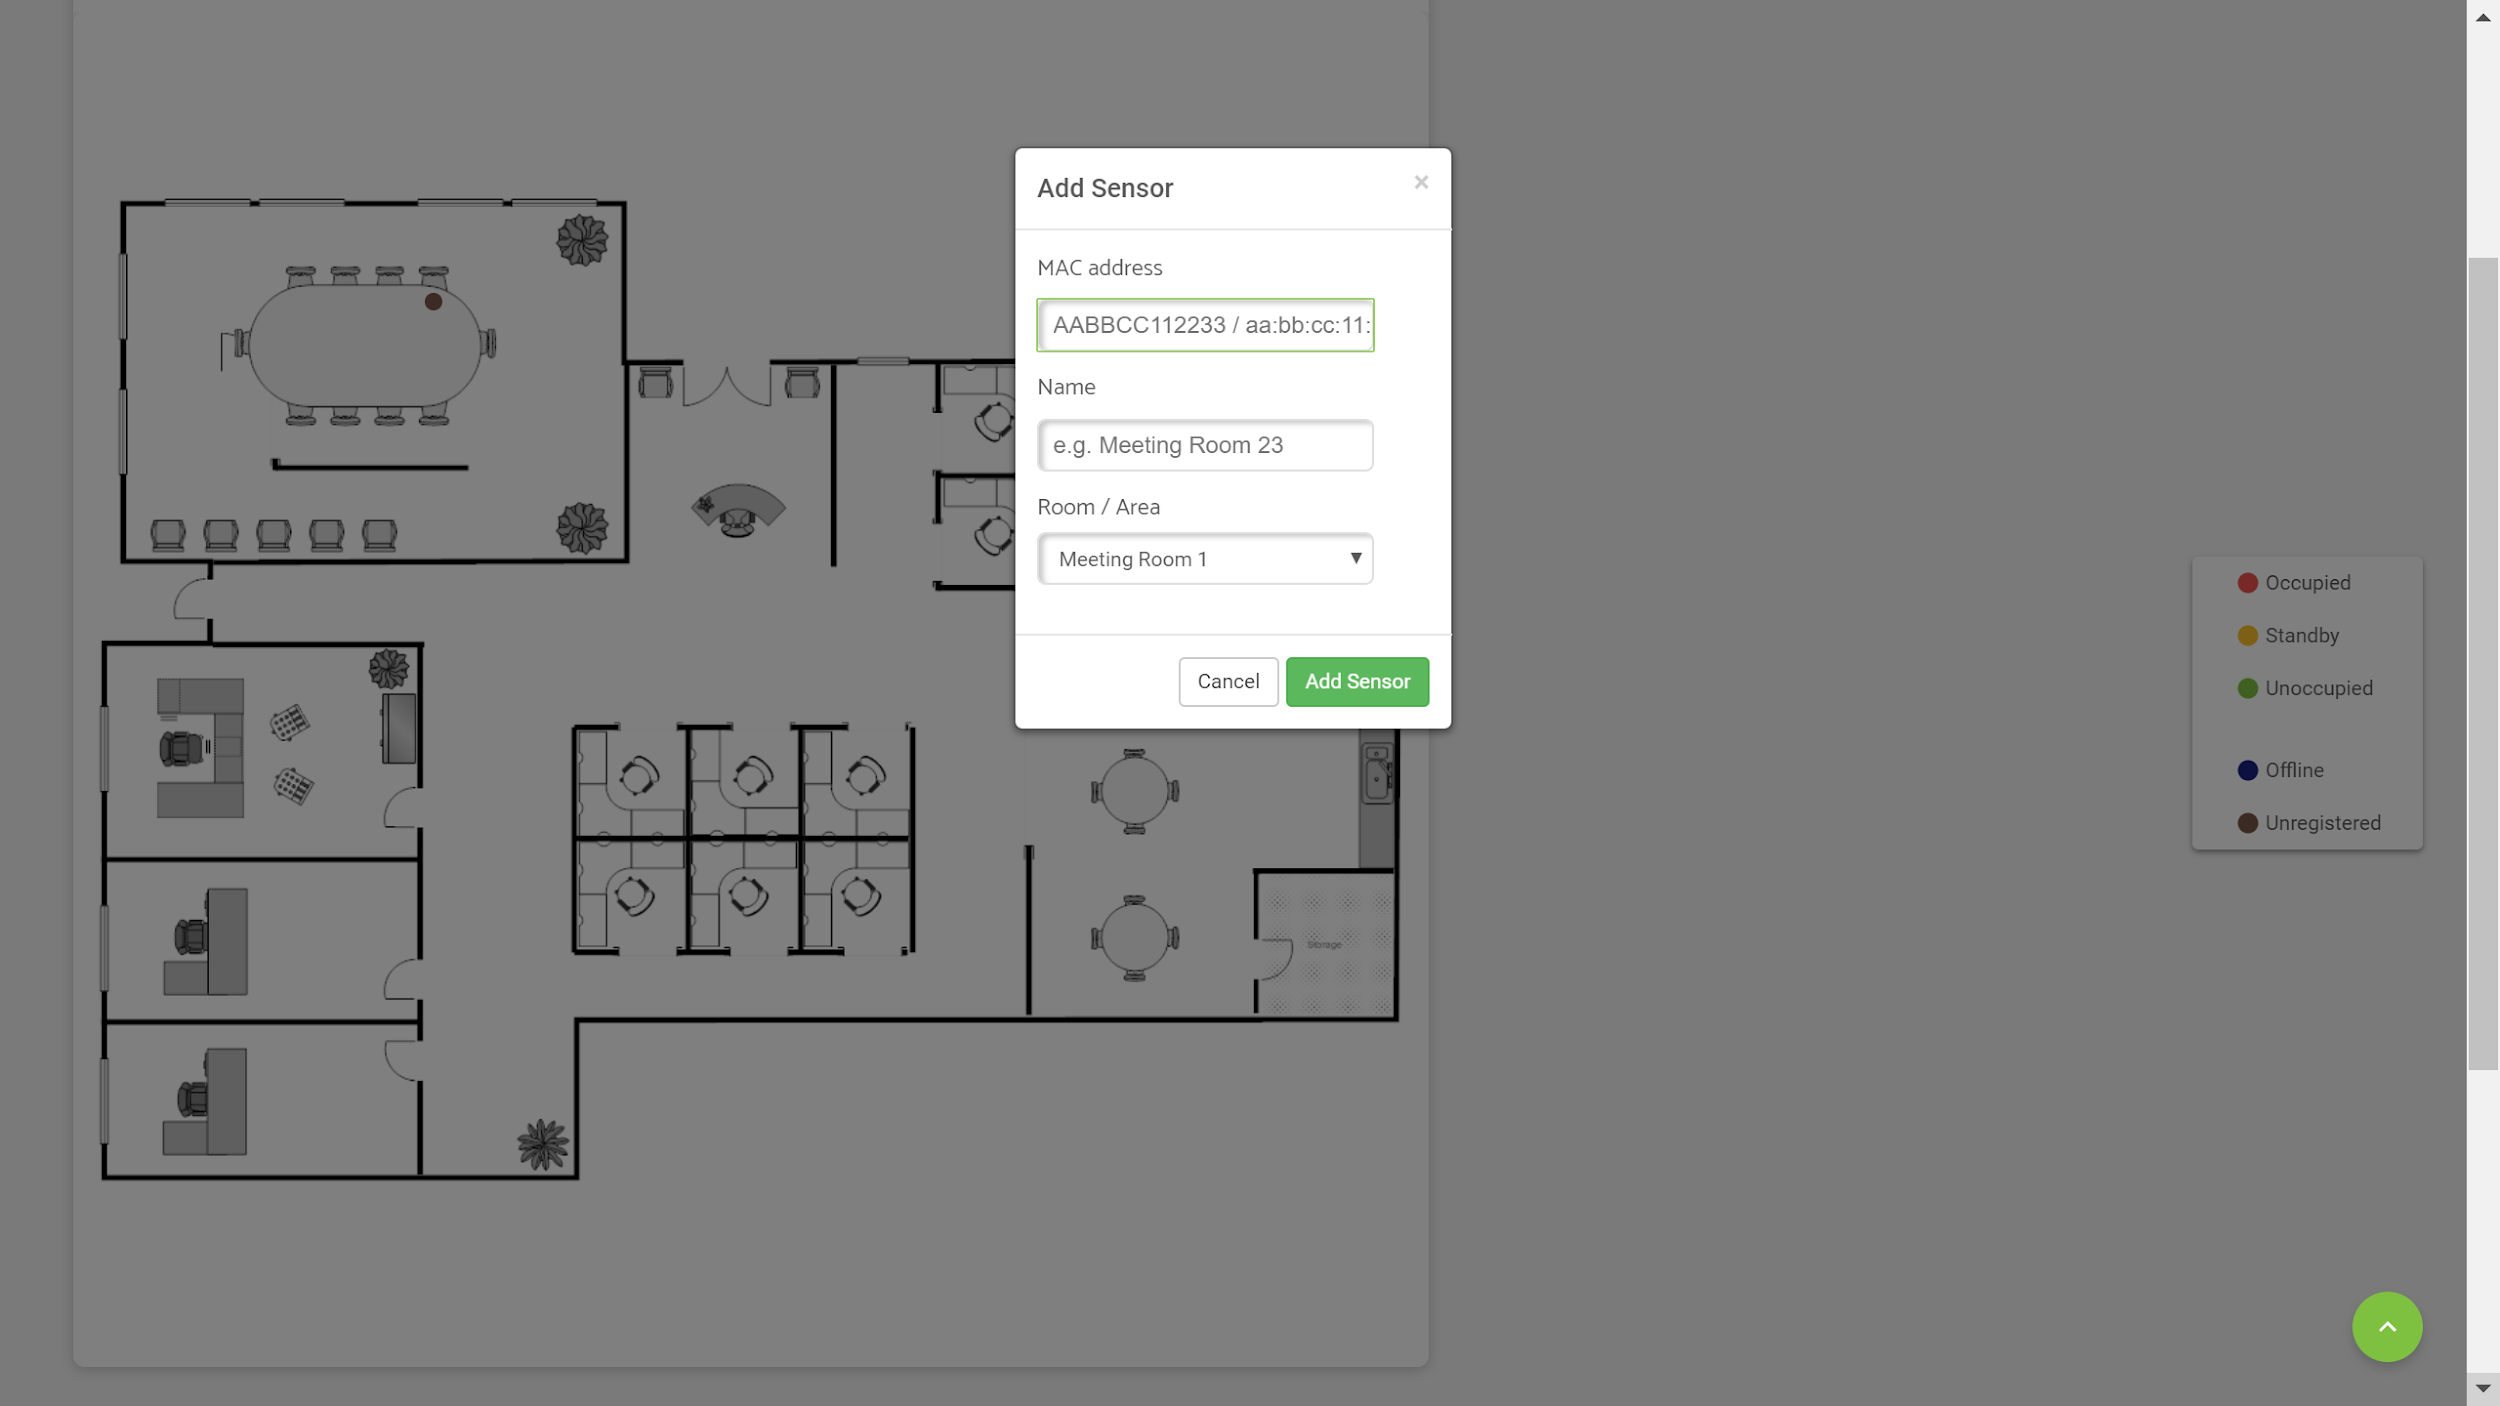 Add Sensor
×
MAC address
AABBCC112233 / aa:bb:cc:11:
Name
e.g. Meeting Room 23
Room / Area
Meeting Room 1
Cancel
Add Sensor
Occupied
Standby
Unoccupied
Offline
Unregistered
Storage